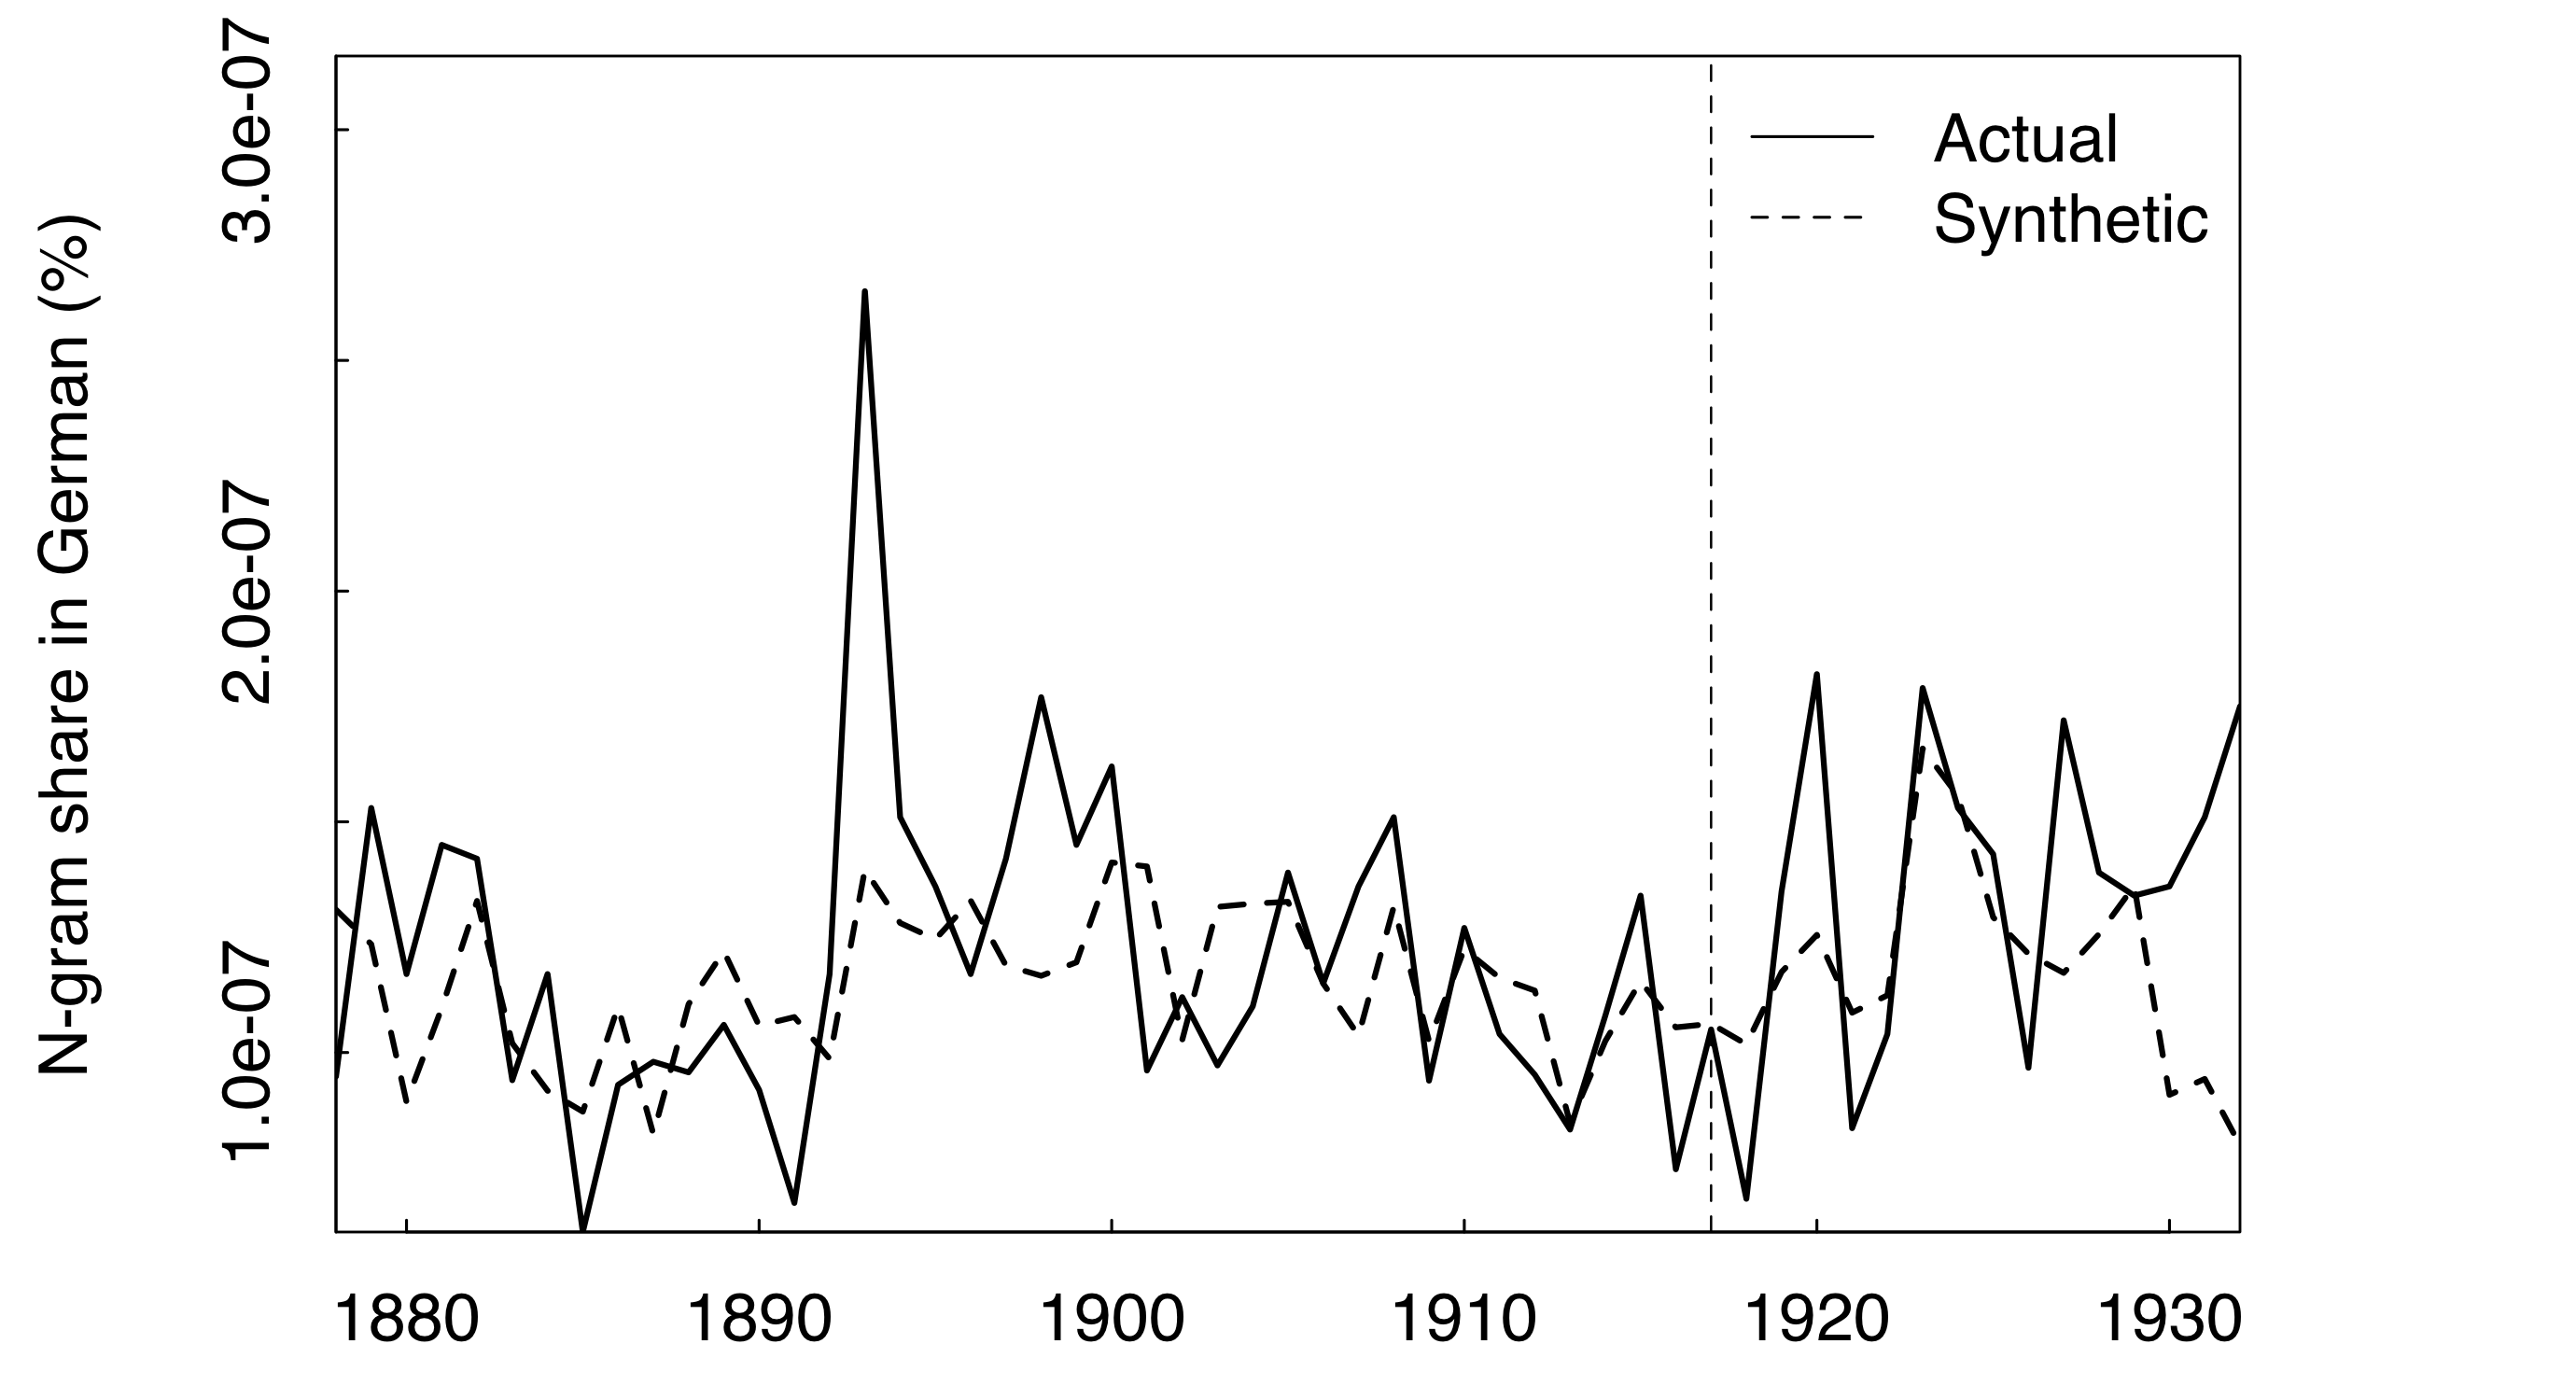 N-gram share in German (%)
3.0e-07
2.0e-07
1.0e-07
Actual
Synthetic
1880 1890 1900 1910 1920 1930